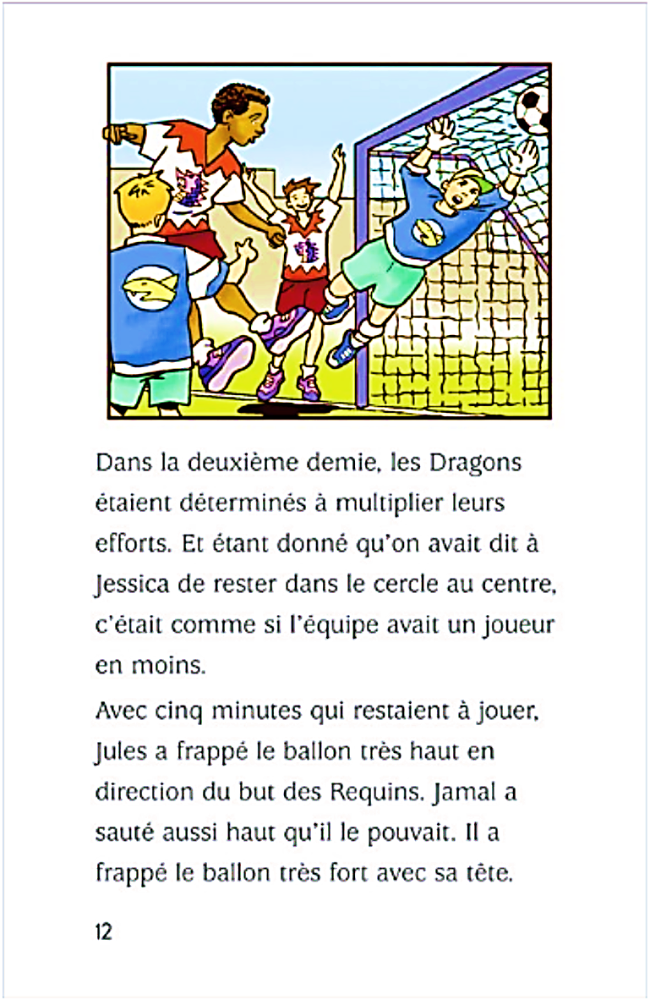 Dans la deuxième demie, les Dragons
étaient déterminés à multiplier leurs
efforts. Et étant donné qu'on avait dit à
Jessica de rester dans le cercle au centre,
c'était comme si l'équipe avait un joueur
en moins.
Avec cinq minutes qui restaient à jouer,
Jules a frappé le ballon très haut en
direction du but des Requins. Jamal a
sauté aussi haut qu'il le pouvait. Il a
frappé le ballon très fort avec sa tête.
12